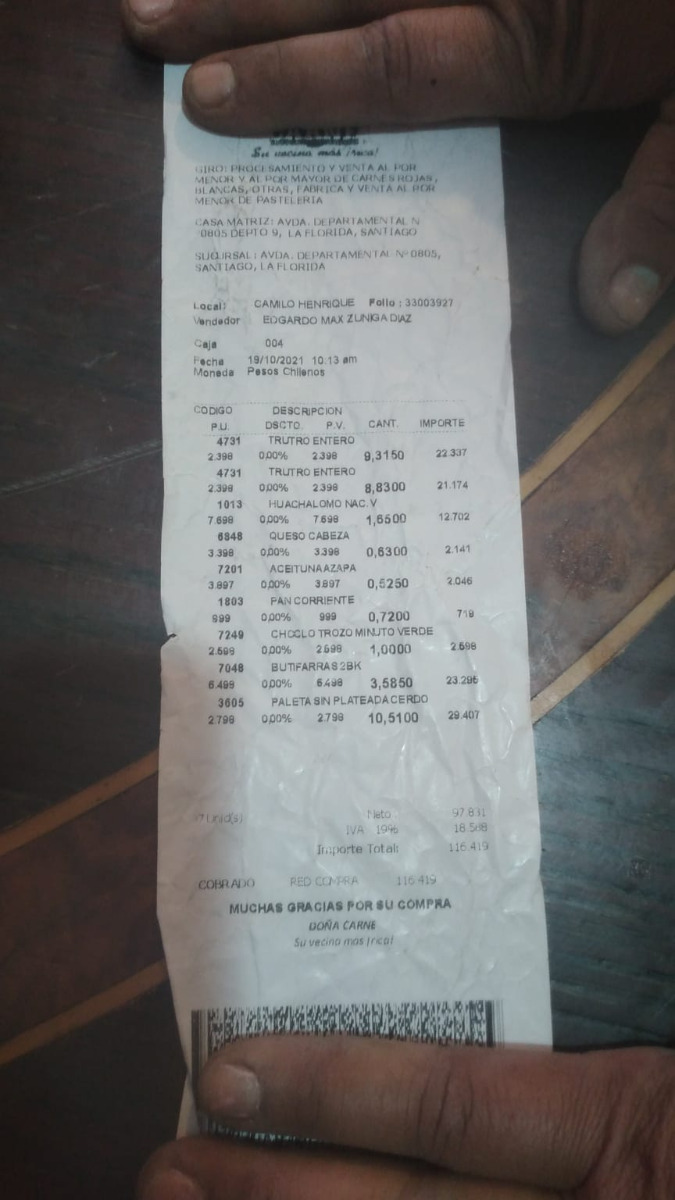 Su vecino más ¡rica!
GIRO: PROCESAMIENTO Y VENTA AL POR
MENOR Y AL POR MAYOR DE CARNES ROJAS,
BLANCAS, OTRAS, FABRICA Y VENTA AL POR
MENOR DE PASTELERIA
CASA MATRIZ: AVDA. DEPARTAMENTAL N
0805 DEPTO 9, LA FLORIDA, SANTIAGO
SUCURSAL: AVDA. DEPARTAMENTAL Nº 0805,
SANTIAGO, LA FLORIDA
Local: CAMILO HENRIQUE Folio : 33003927
Vendedor EDGARDO MAX ZUNIGA DIAZ
Caja 004
Fecha 19/10/2021 10:13 am
Moneda Pesos Chilenos
CODIGO DESCRIPCION
P.U. DSCTO. P.V. CANT. IMPORTE
4731 TRUTRO ENTERO
2.398 0,00% 2.398 9,3150 22.337
4731 TRUTRO ENTERO
2.398 0,00% 2.398 8,8300 21.174
1013 HUACHALOMO NAC. V
7.698 0,00% 7.698 1,6500 12.702
6848 QUESO CABEZA
3.398 0,00% 3.398 0,6300 2.141
7201 ACEITUNA AZAPA
3.897 0,00% 3.897 0,5250 2.046
1803 PAN CORRIENTE
999 0,00% 999 0,7200 719
7249 CHOCLO TROZO MINUTO VERDE
2.599 0,00% 2.598 1,0000 2.598
7048 BUTIFARRAS 2BK
6.499 0,00% 6.498 3,5850 23.295
3605 PALETA SIN PLATEADA CERDO
2.799 0,00% 2.798 10,5100 29.407
Unid(s) Neto : 97.831
IVA 19% 18.588
Importe Total: 116.419
COBRADO RED COMPRA 116.419
MUCHAS GRACIAS POR SU COMPRA
DOÑA CARNE
Su vecina mas ¡rica!